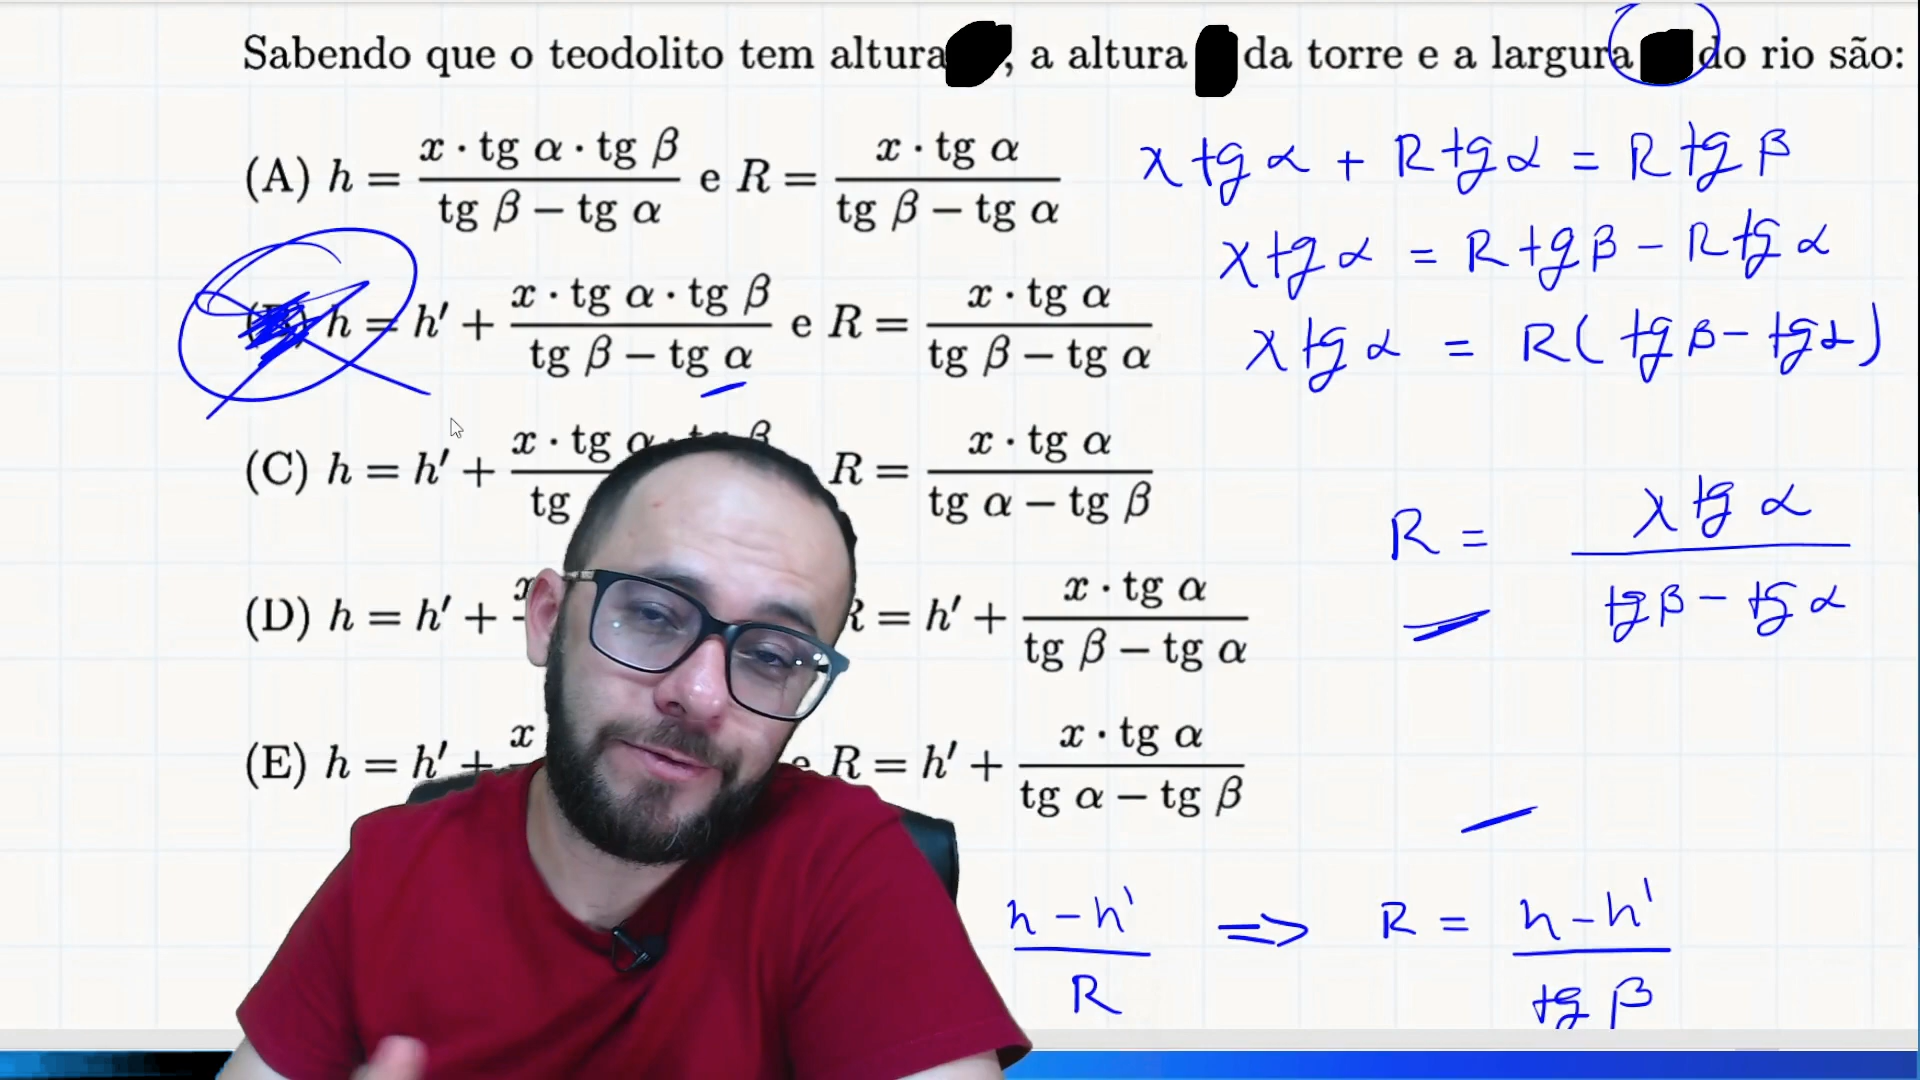 Sabendo que o teodolito tem altura , a altura da torre e a largura do rio são:
(A) h = x · tg α · tg β / tg β − tg α e R = x · tg α / tg β − tg α
h = h′ + x · tg α · tg β / tg β − tg α e R = x · tg α / tg β − tg α
(C) h = h′ + x · tg α / tg R = x · tg α / tg α − tg β
(D) h = h′ + = h′ + x · tg α / tg β − tg α
(E) h = h′ + x e R = h′ + x · tg α / tg α − tg β
x tg α + R tg α = R tg β
x tg α = R tg β − R tg α
x tg α = R ( tg β − tg α )
R = x tg α / tg β − tg α
h − h' / R ⇒ R = h − h' / tg β